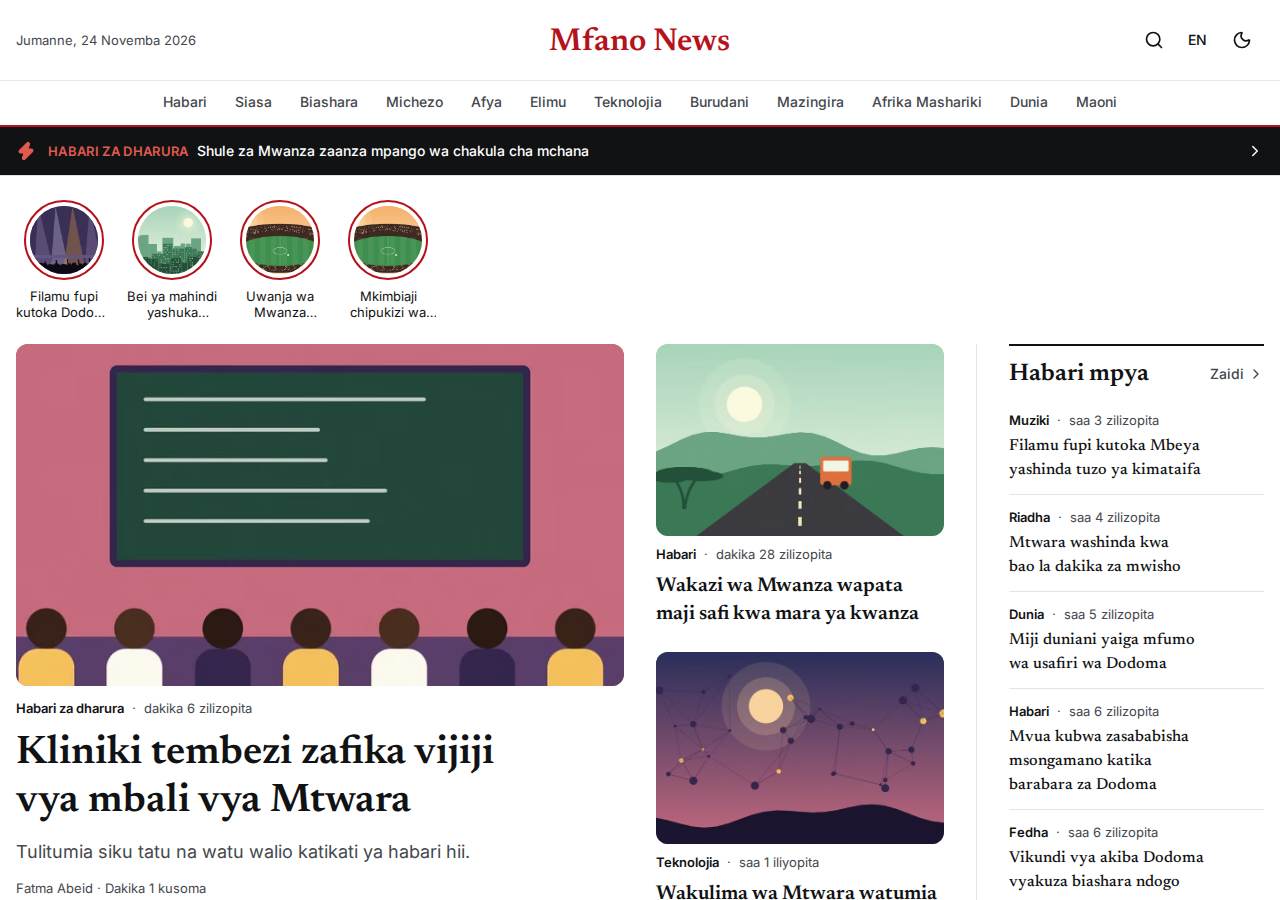 Jumanne, 24 Novemba 2026
Mfano News
EN
Habari
Siasa
Biashara
Michezo
Afya
Elimu
Teknolojia
Burudani
Mazingira
Afrika Mashariki
Dunia
Maoni
HABARI ZA DHARURA Shule za Mwanza zaanza mpango wa chakula cha mchana
Filamu fupi
kutoka Dodo...
Bei ya mahindi
yashuka...
Uwanja wa
Mwanza...
Mkimbiaji
chipukizi wa...
Habari za dharura · dakika 6 zilizopita
Kliniki tembezi zafika vijiji
vya mbali vya Mtwara
Tulitumia siku tatu na watu walio katikati ya habari hii.
Fatma Abeid · Dakika 1 kusoma
Habari · dakika 28 zilizopita
Wakazi wa Mwanza wapata
maji safi kwa mara ya kwanza
Teknolojia · saa 1 iliyopita
Wakulima wa Mtwara watumia
Habari mpya
Zaidi
Muziki · saa 3 zilizopita
Filamu fupi kutoka Mbeya
yashinda tuzo ya kimataifa
Riadha · saa 4 zilizopita
Mtwara washinda kwa
bao la dakika za mwisho
Dunia · saa 5 zilizopita
Miji duniani yaiga mfumo
wa usafiri wa Dodoma
Habari · saa 6 zilizopita
Mvua kubwa zasababisha
msongamano katika
barabara za Dodoma
Fedha · saa 6 zilizopita
Vikundi vya akiba Dodoma
vyakuza biashara ndogo